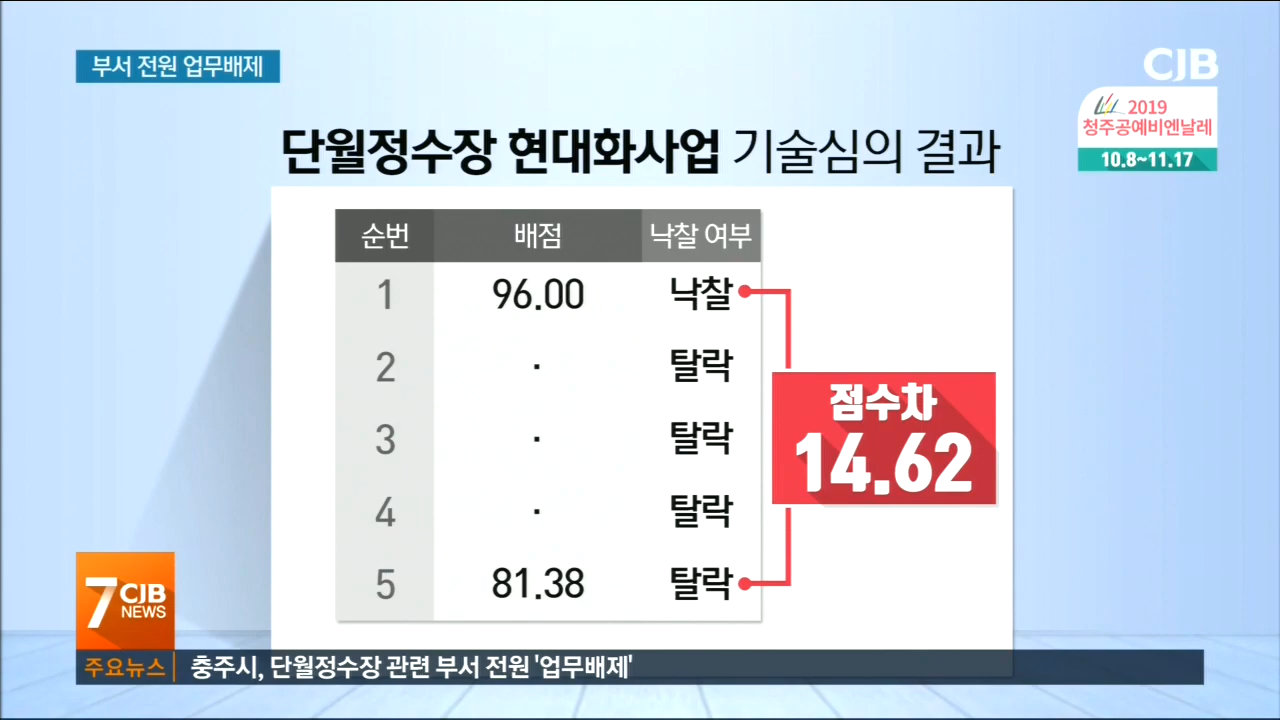 부서 전원 업무배제
CJB
2019
청주공예비엔날레
10.8~11.17
단월정수장 현대화사업 기술심의 결과
순번 배점 낙찰 여부
1 96.00 낙찰
2 · 탈락
3 · 탈락
4 · 탈락
5 81.38 탈락
점수차
14.62
7 CJB
NEWS
주요뉴스 충주시, 단월정수장 관련 부서 전원 '업무배제'